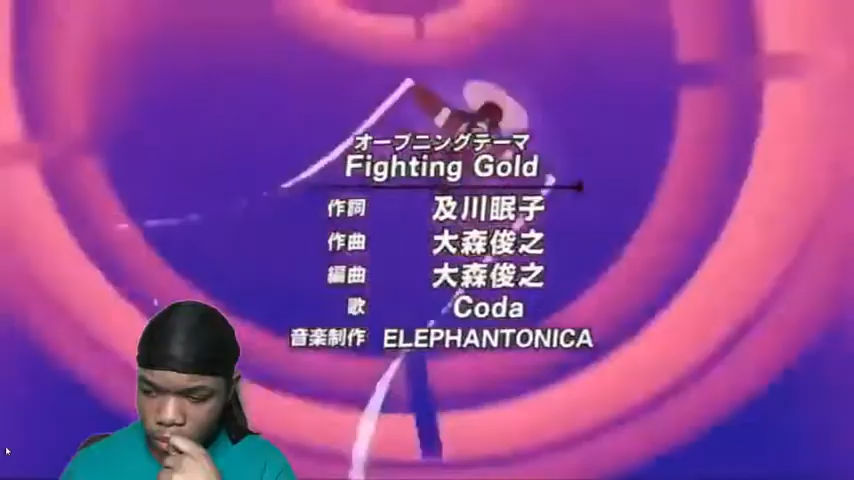 オープニングテーマ
Fighting Gold
作詞 及川眠子
作曲 大森俊之
編曲 大森俊之
歌 Coda
音楽制作 ELEPHANTONICA